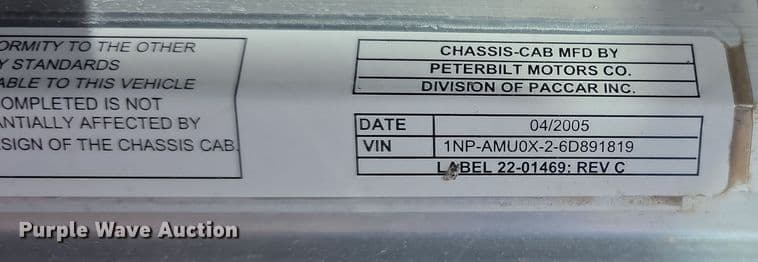 ORMITY TO THE OTHER
Y STANDARDS
ABLE TO THIS VEHICLE
OMPLETED IS NOT
ANTIALLY AFFECTED BY
SIGN OF THE CHASSIS CAB.
CHASSIS-CAB MFD BY
PETERBILT MOTORS CO.
DIVISION OF PACCAR INC.
DATE 04/2005
VIN 1NP-AMU0X-2-6D891819
LABEL 22-01469: REV C
Purple Wave Auction